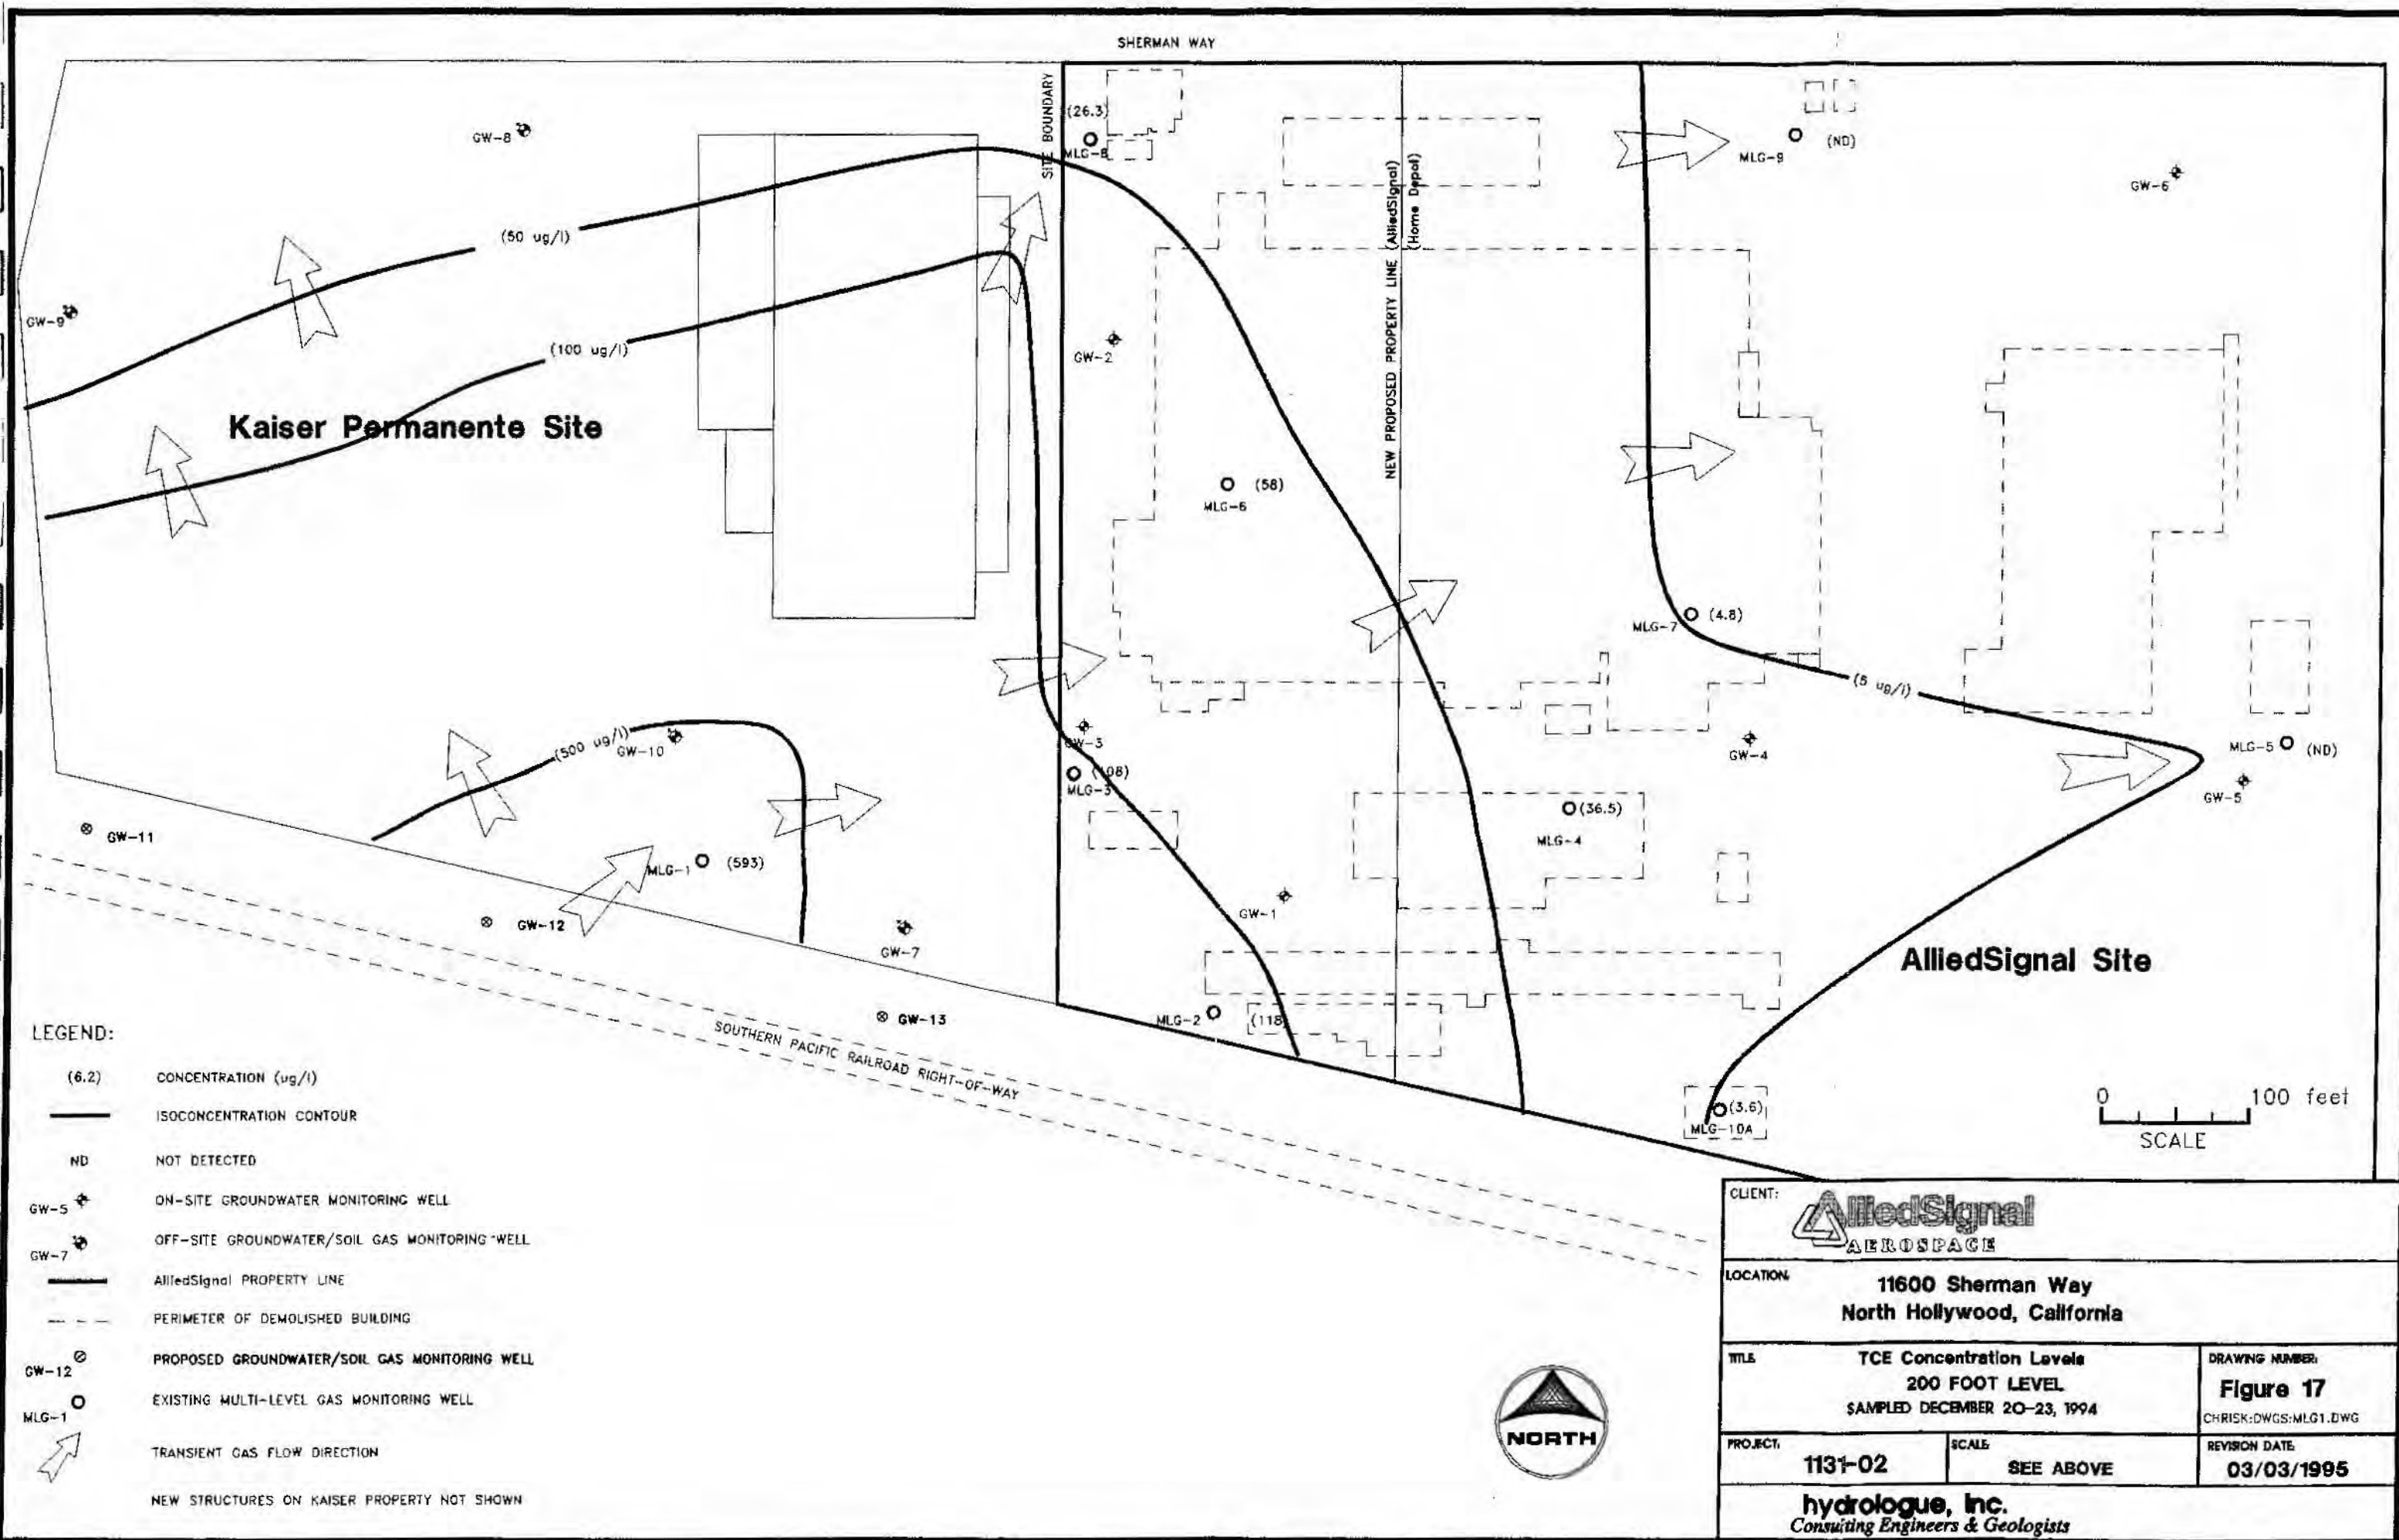 SHERMAN WAY
SITE BOUNDARY
(26.3)
MLG-8
GW-8
MLG-9
(ND)
GW-6
NEW PROPOSED PROPERTY LINE
(AlliedSignal)
(Home Depot)
(50 ug/l)
GW-9
(100 ug/l)
GW-2
Kaiser Permanente Site
(58)
MLG-6
MLG-7
(4.8)
(5 ug/l)
(500 ug/l)
GW-10
GW-3
MLG-3
GW-4
MLG-5
(ND)
GW-5
GW-11
(36.5)
MLG-4
MLG-1
(593)
GW-12
GW-1
GW-7
AlliedSignal Site
GW-13
MLG-2
(118)
SOUTHERN PACIFIC RAILROAD RIGHT-OF-WAY
(3.6)
MLG-10A
0 100 feet
SCALE
LEGEND:
(6.2) CONCENTRATION (ug/l)
ISOCONCENTRATION CONTOUR
ND NOT DETECTED
GW-5 ON-SITE GROUNDWATER MONITORING WELL
GW-7 OFF-SITE GROUNDWATER/SOIL GAS MONITORING WELL
AlliedSignal PROPERTY LINE
PERIMETER OF DEMOLISHED BUILDING
GW-12 PROPOSED GROUNDWATER/SOIL GAS MONITORING WELL
MLG-1 EXISTING MULTI-LEVEL GAS MONITORING WELL
TRANSIENT GAS FLOW DIRECTION
NEW STRUCTURES ON KAISER PROPERTY NOT SHOWN
NORTH
CLIENT:
AlliedSignal
AEROSPACE
LOCATION:
11600 Sherman Way
North Hollywood, California
TITLE
TCE Concentration Levels
200 FOOT LEVEL
SAMPLED DECEMBER 20-23, 1994
DRAWING NUMBER:
Figure 17
CHRISK:DWGS:MLG1.DWG
PROJECT:
1131-02
SCALE
SEE ABOVE
REVISION DATE
03/03/1995
hydrologue, Inc.
Consulting Engineers & Geologists